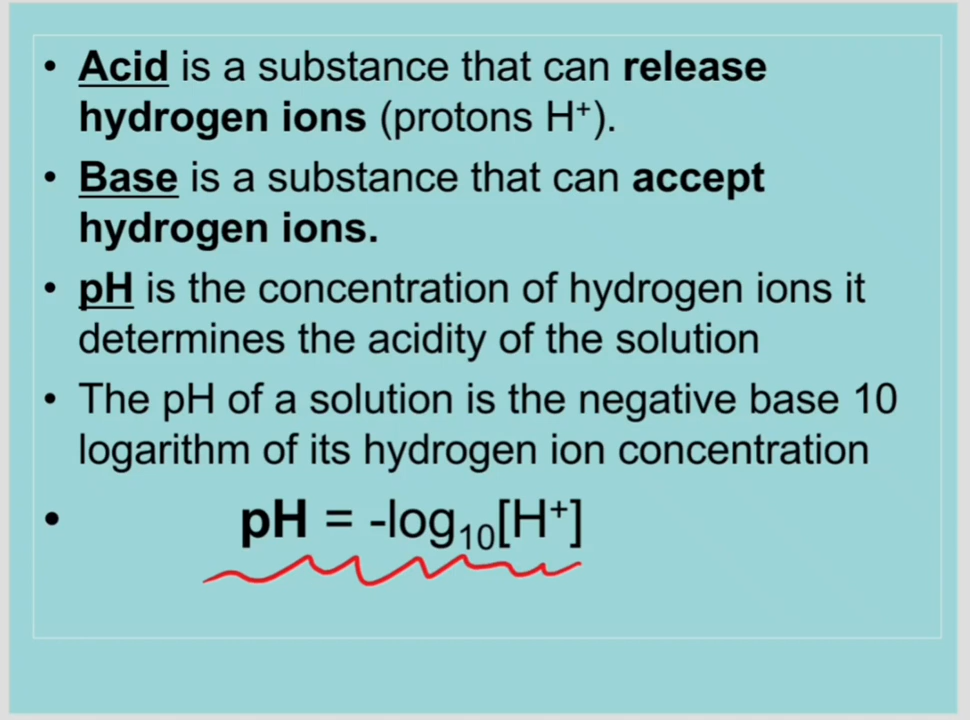 • Acid is a substance that can release
hydrogen ions (protons H⁺).
• Base is a substance that can accept
hydrogen ions.
• pH is the concentration of hydrogen ions it
determines the acidity of the solution
• The pH of a solution is the negative base 10
logarithm of its hydrogen ion concentration
• pH = -log₁₀[H⁺]